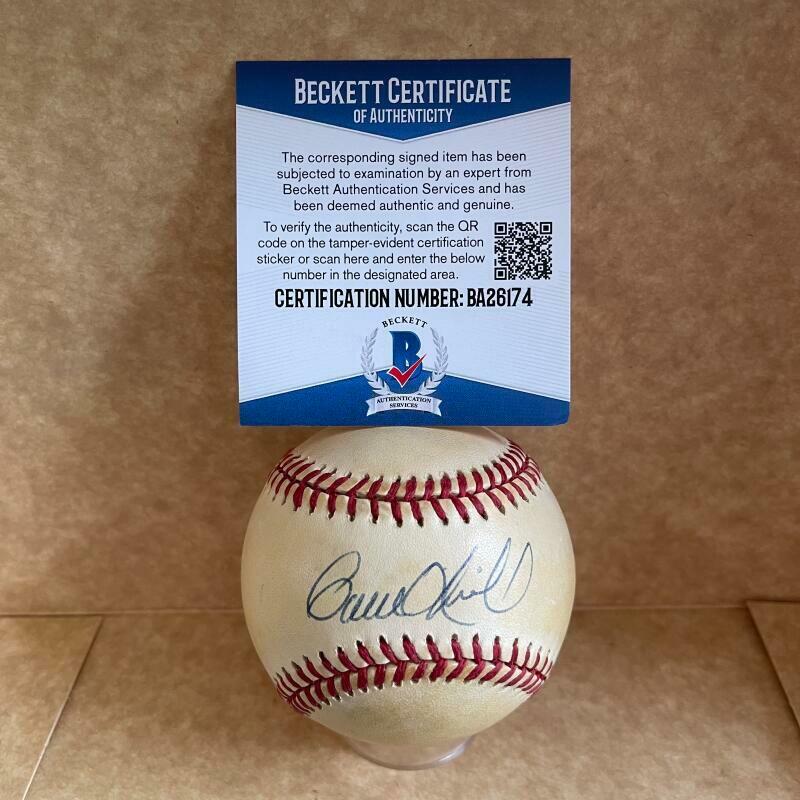 BECKETT CERTIFICATE
OF AUTHENTICITY
The corresponding signed item has been
subjected to examination by an expert from
Beckett Authentication Services and has
been deemed authentic and genuine.
To verify the authenticity, scan the QR
code on the tamper-evident certification
sticker or scan here and enter the below
number in the designated area.
CERTIFICATION NUMBER: BA26174
BECKETT
B
AUTHENTICATION
SERVICES
Paul O'Neill